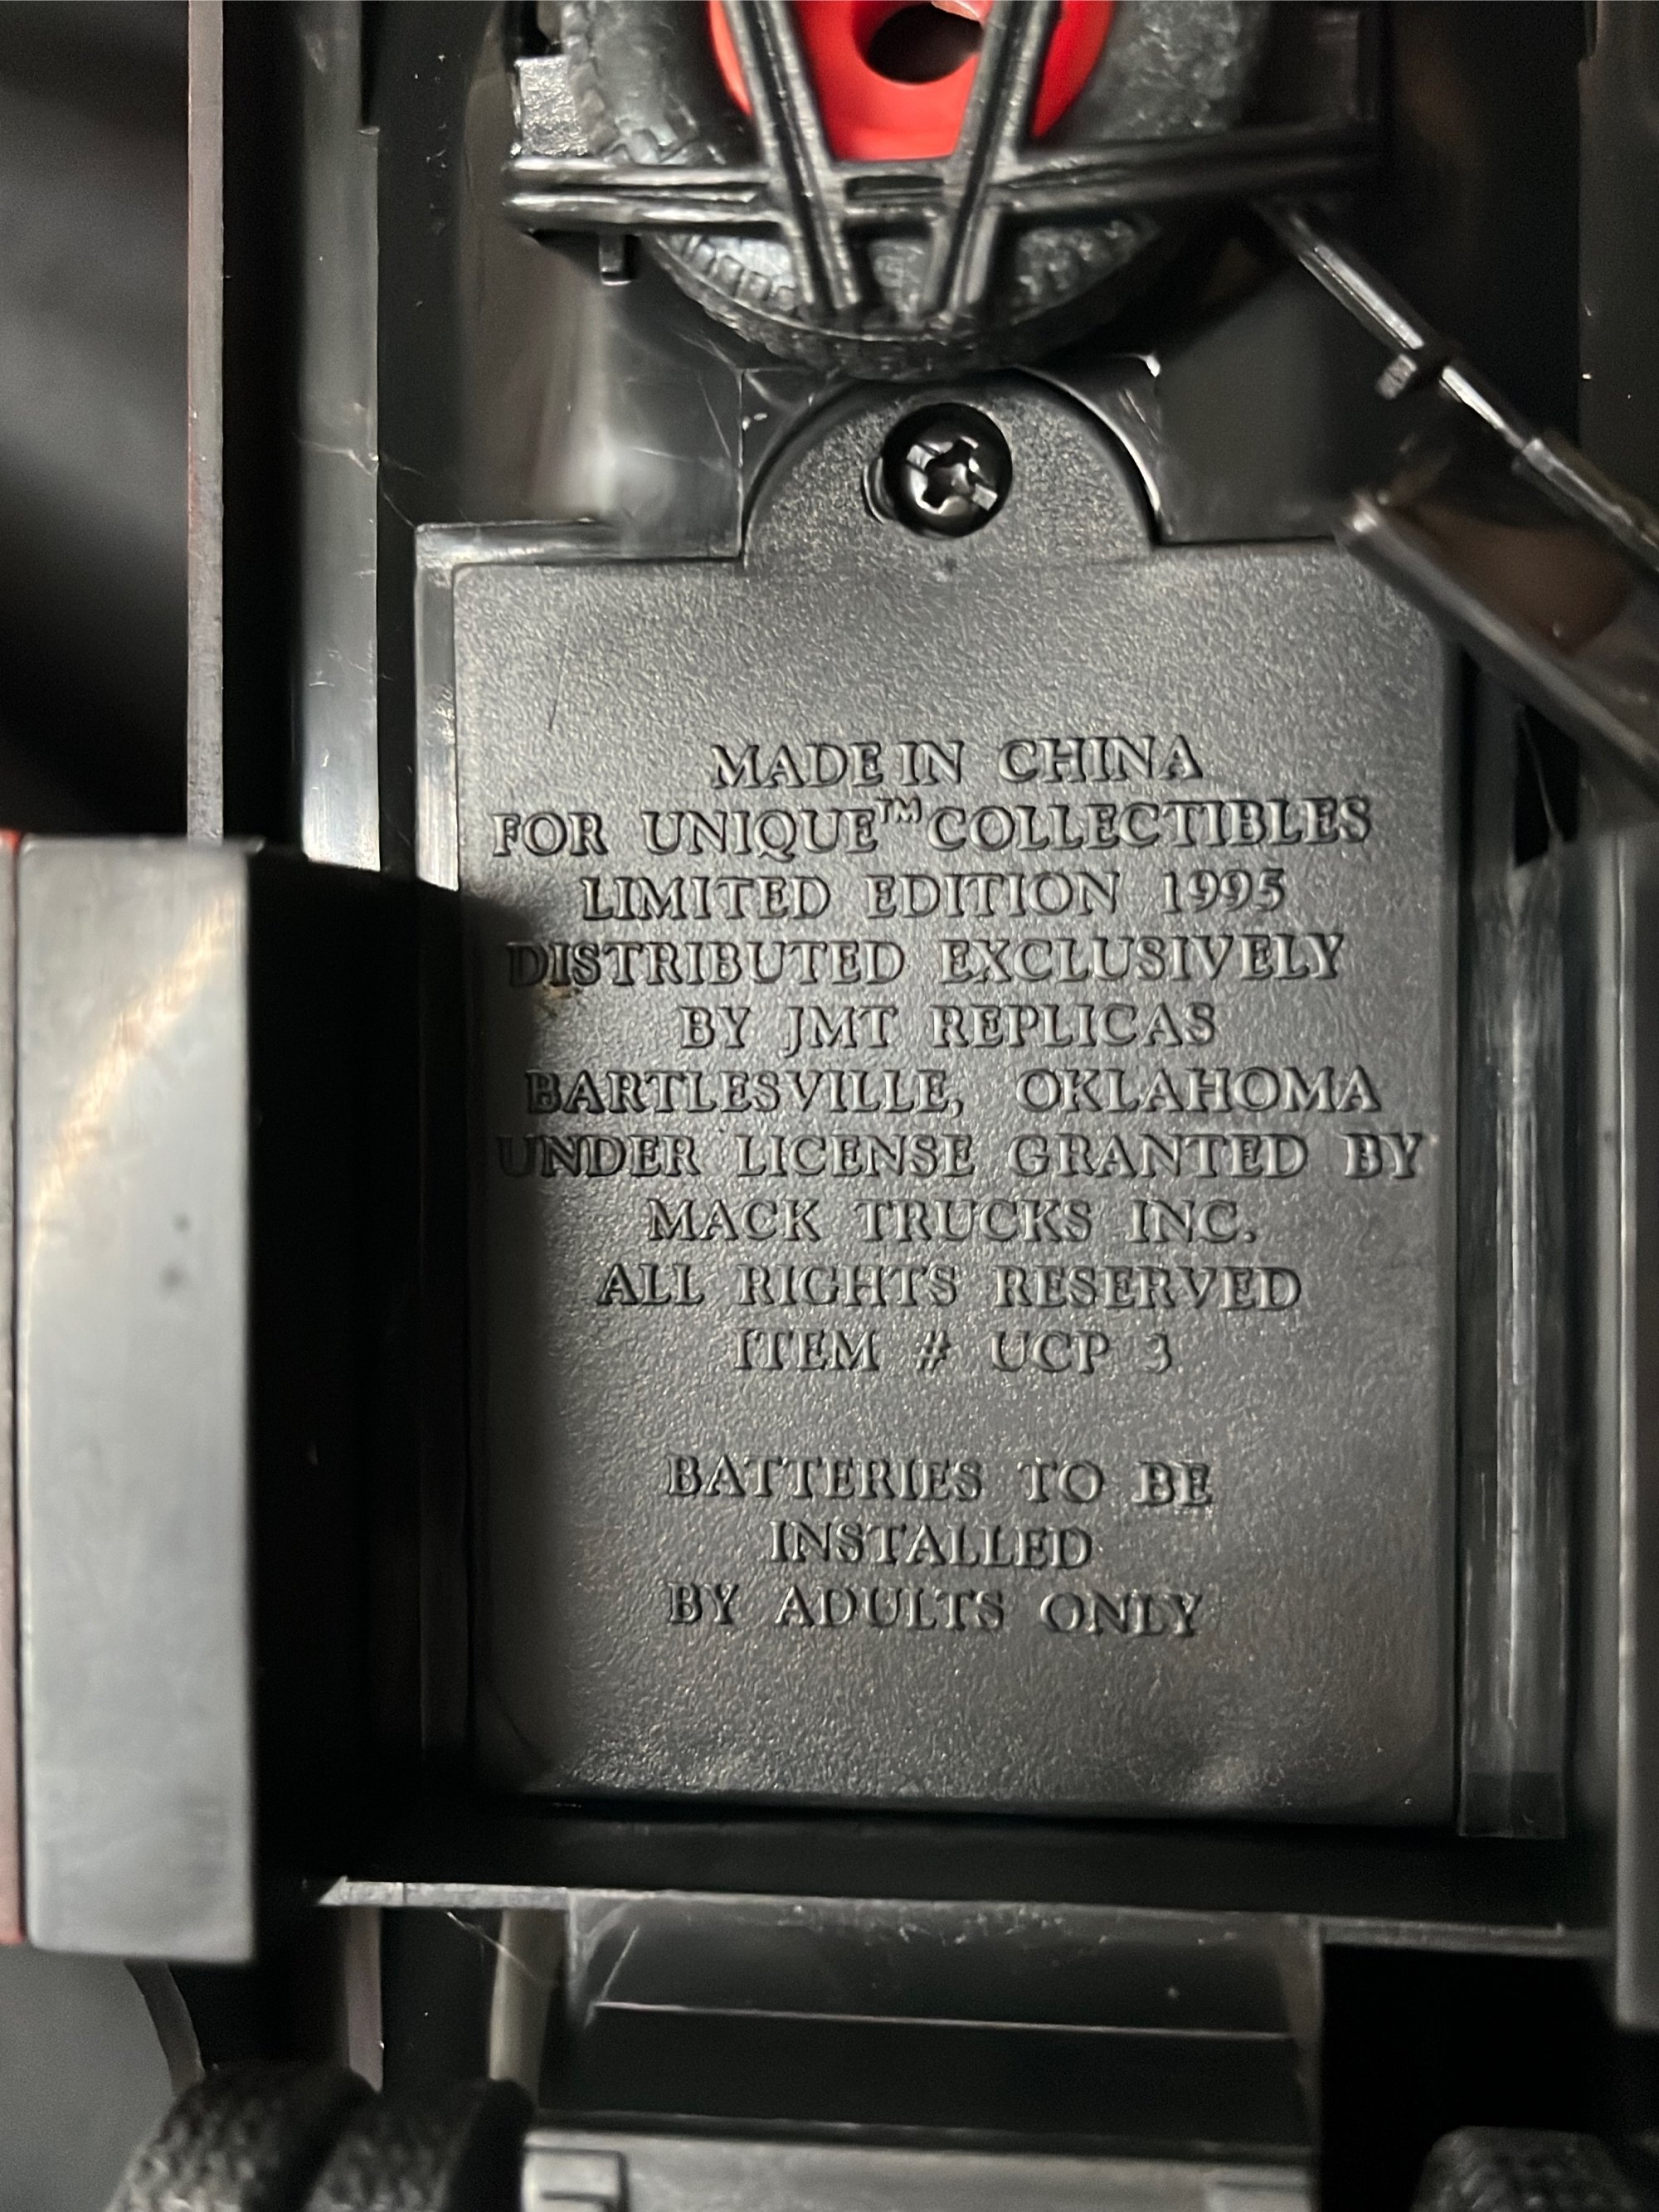 MADE IN CHINA
FOR UNIQUE™ COLLECTIBLES
LIMITED EDITION 1995
DISTRIBUTED EXCLUSIVELY
BY JMT REPLICAS
BARTLESVILLE, OKLAHOMA
UNDER LICENSE GRANTED BY
MACK TRUCKS INC.
ALL RIGHTS RESERVED
ITEM # UCP 3
BATTERIES TO BE
INSTALLED
BY ADULTS ONLY